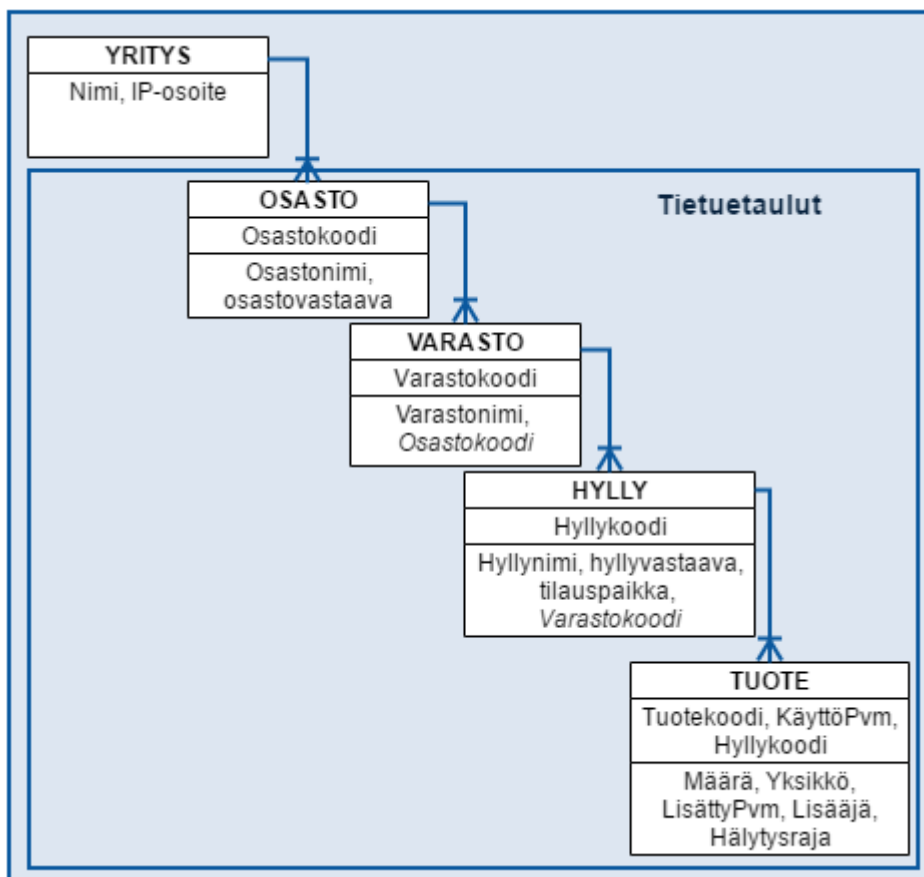 YRITYS
Nimi, IP-osoite
OSASTO
Osastokoodi
Osastonimi,
osastovastaava
Tietuetaulut
VARASTO
Varastokoodi
Varastonimi,
Osastokoodi
HYLLY
Hyllykoodi
Hyllynimi, hyllyvastaava,
tilauspaikka,
Varastokoodi
TUOTE
Tuotekoodi, KäyttöPvm,
Hyllykoodi
Määrä, Yksikkö,
LisättyPvm, Lisääjä,
Hälytysraja